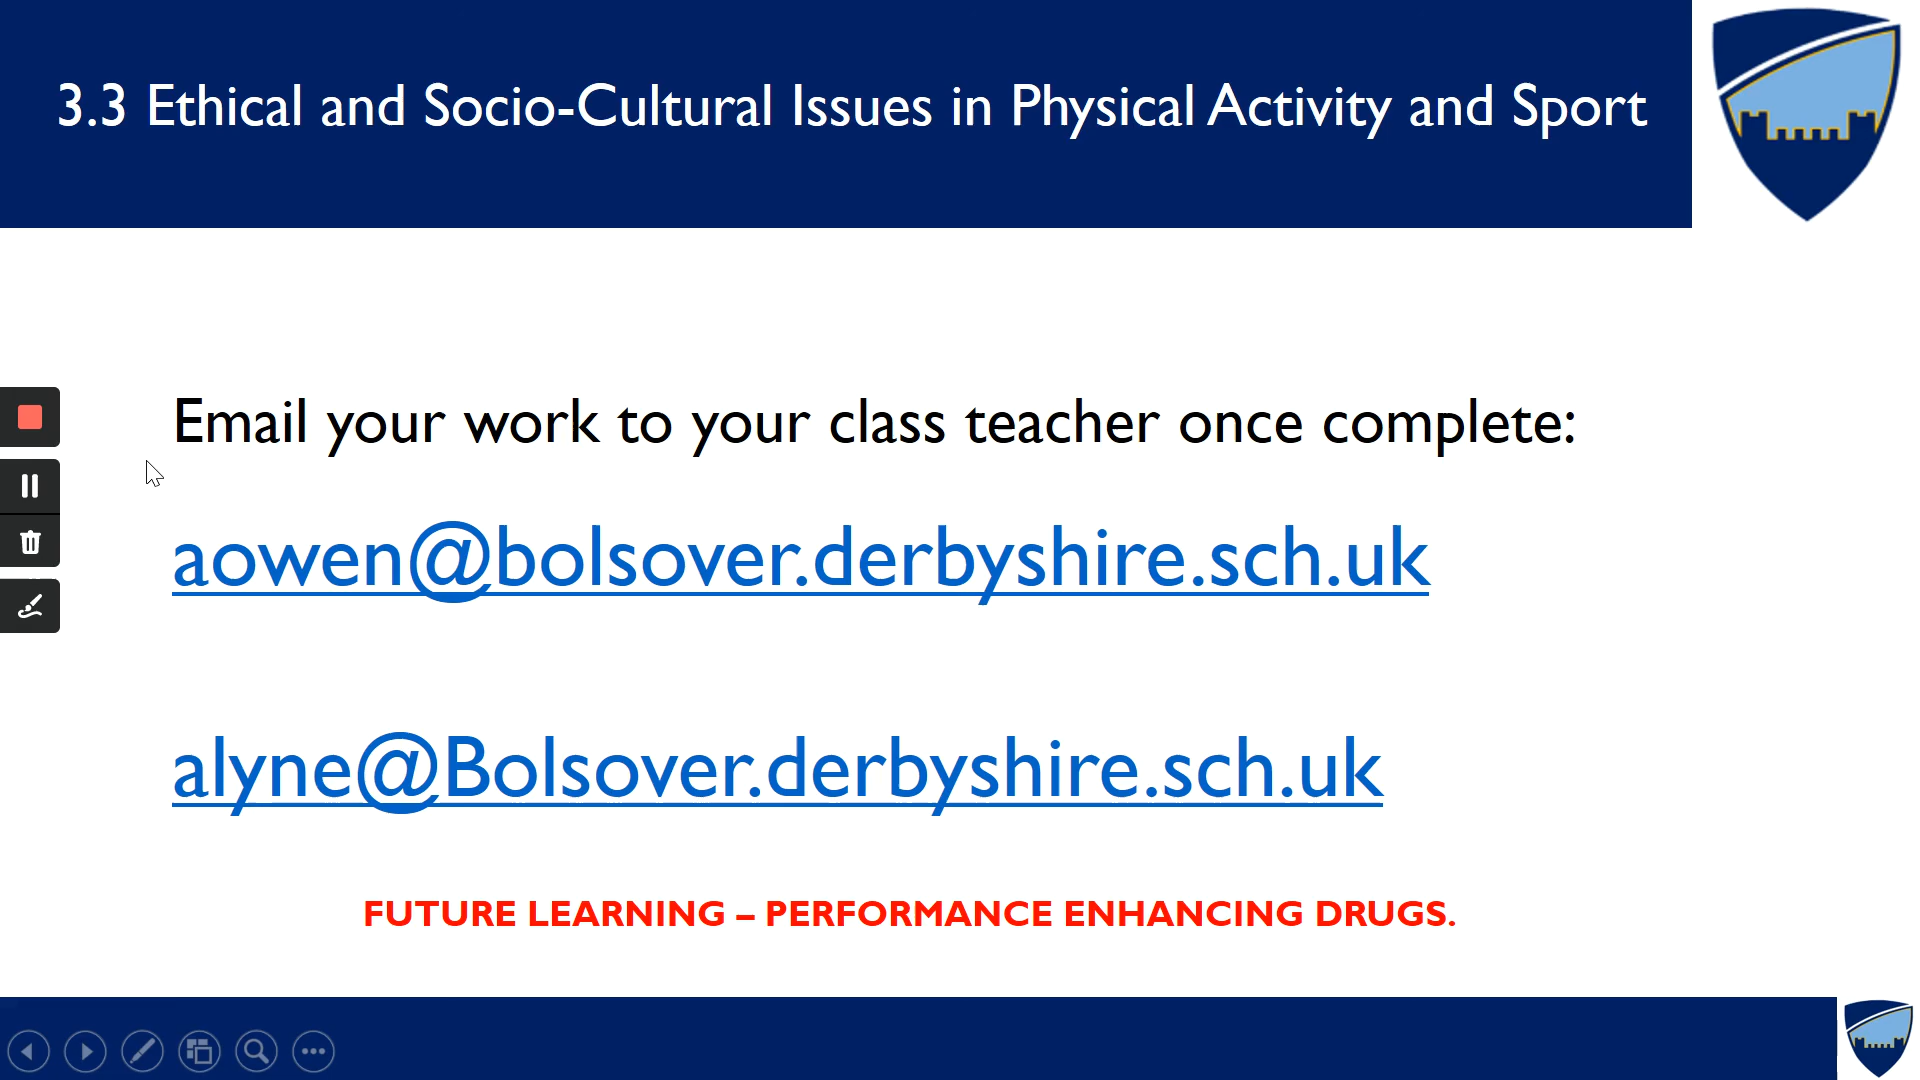 3.3 Ethical and Socio-Cultural Issues in Physical Activity and Sport
Email your work to your class teacher once complete:
aowen@bolsover.derbyshire.sch.uk
alyne@Bolsover.derbyshire.sch.uk
FUTURE LEARNING – PERFORMANCE ENHANCING DRUGS.